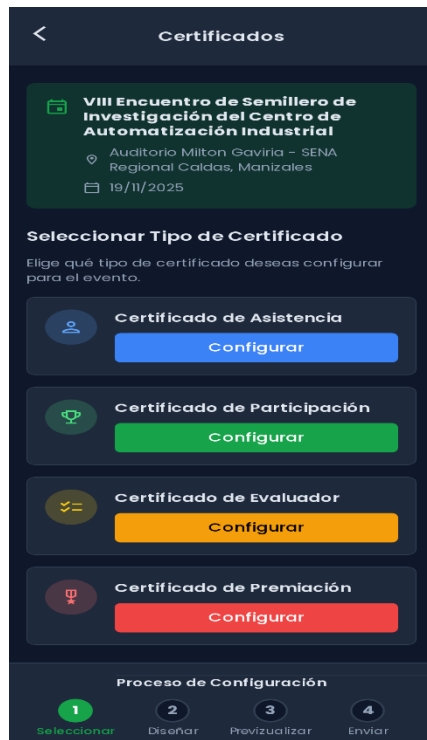 Certificados
VIII Encuentro de Semillero de
Investigación del Centro de
Automatización Industrial
Auditorio Milton Gaviria - SENA
Regional Caldas, Manizales
19/11/2025
Seleccionar Tipo de Certificado
Elige qué tipo de certificado deseas configurar
para el evento.
Certificado de Asistencia
Configurar
Certificado de Participación
Configurar
Certificado de Evaluador
Configurar
Certificado de Premiación
Configurar
Proceso de Configuración
1 2 3 4
Seleccionar Diseñar Previzualizar Enviar